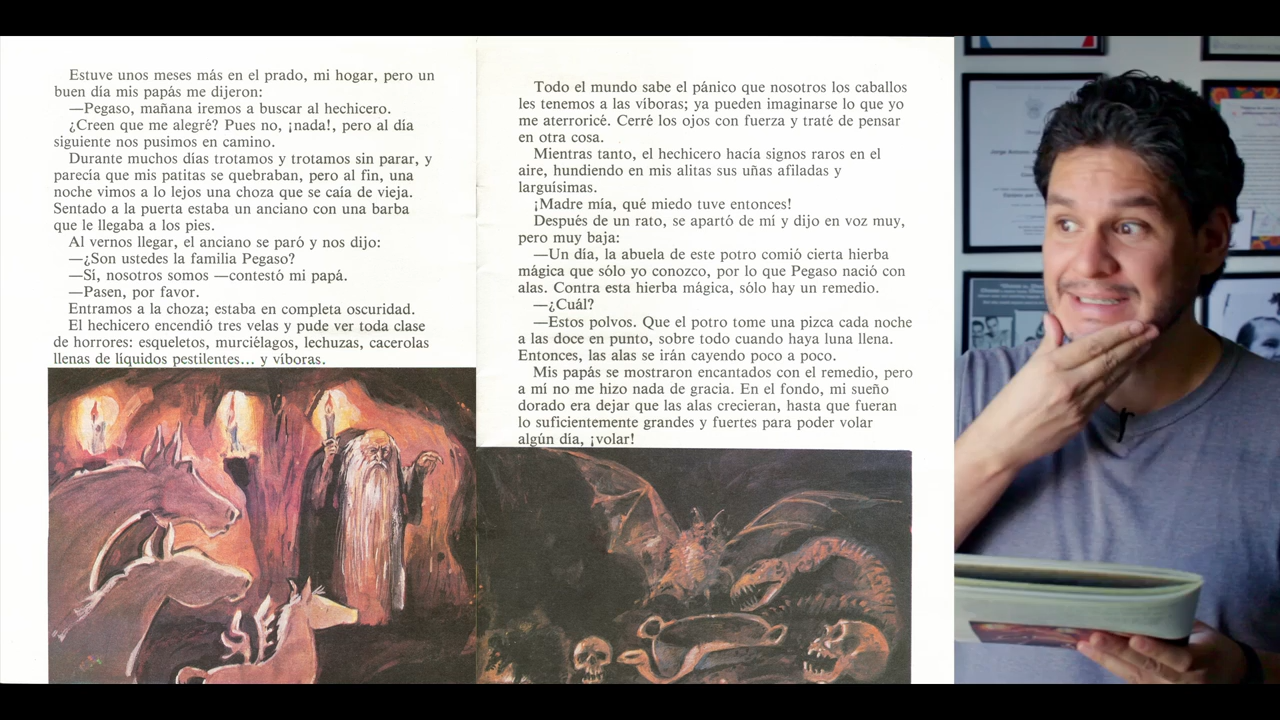 Estuve unos meses más en el prado, mi hogar, pero un
buen día mis papás me dijeron:
—Pegaso, mañana iremos a buscar al hechicero.
¿Creen que me alegré? Pues no, ¡nada!, pero al día
siguiente nos pusimos en camino.
Durante muchos días trotamos y trotamos sin parar, y
parecía que mis patitas se quebraban, pero al fin, una
noche vimos a lo lejos una choza que se caía de vieja.
Sentado a la puerta estaba un anciano con una barba
que le llegaba a los pies.
Al vernos llegar, el anciano se paró y nos dijo:
—¿Son ustedes la familia Pegaso?
—Sí, nosotros somos —contestó mi papá.
—Pasen, por favor.
Entramos a la choza; estaba en completa oscuridad.
El hechicero encendió tres velas y pude ver toda clase
de horrores: esqueletos, murciélagos, lechuzas, cacerolas
llenas de líquidos pestilentes... y víboras.
Todo el mundo sabe el pánico que nosotros los caballos
les tenemos a las víboras; ya pueden imaginarse lo que yo
me aterroricé. Cerré los ojos con fuerza y traté de pensar
en otra cosa.
Mientras tanto, el hechicero hacía signos raros en el
aire, hundiendo en mis alitas sus uñas afiladas y
larguísimas.
¡Madre mía, qué miedo tuve entonces!
Después de un rato, se apartó de mí y dijo en voz muy,
pero muy baja:
—Un día, la abuela de este potro comió cierta hierba
mágica que sólo yo conozco, por lo que Pegaso nació con
alas. Contra esta hierba mágica, sólo hay un remedio.
—¿Cuál?
—Estos polvos. Que el potro tome una pizca cada noche
a las doce en punto, sobre todo cuando haya luna llena.
Entonces, las alas se irán cayendo poco a poco.
Mis papás se mostraron encantados con el remedio, pero
a mí no me hizo nada de gracia. En el fondo, mi sueño
dorado era dejar que las alas crecieran, hasta que fueran
lo suficientemente grandes y fuertes para poder volar
algún día, ¡volar!